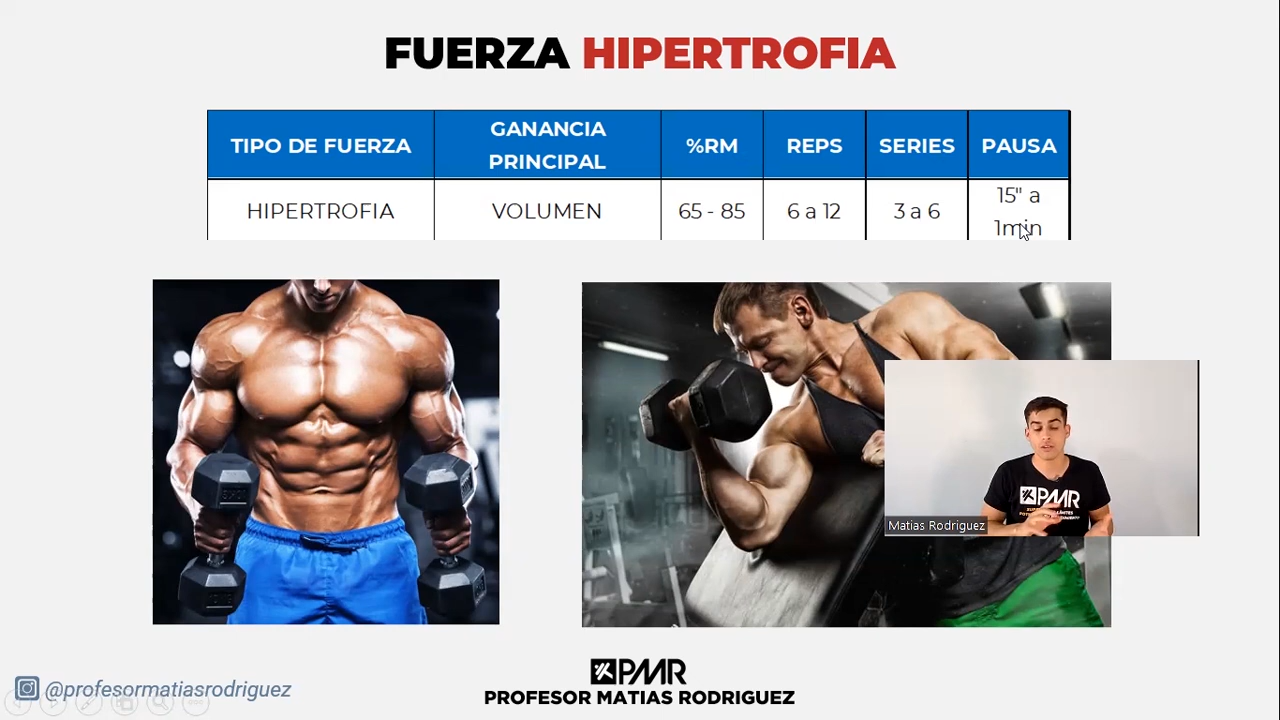 FUERZA HIPERTROFIA
TIPO DE FUERZA
GANANCIA
PRINCIPAL
%RM
REPS
SERIES
PAUSA
HIPERTROFIA
VOLUMEN
65 - 85
6 a 12
3 a 6
15" a
1min
PMR
Matias Rodriguez
PMR
PROFESOR MATIAS RODRIGUEZ
@profesormatiasrodriguez